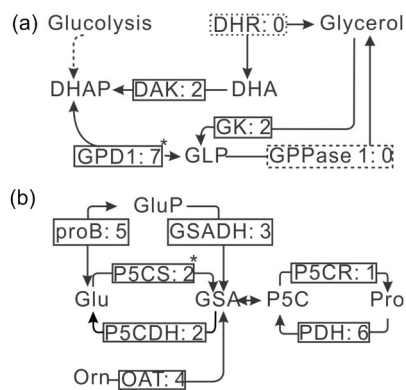 (a) Glucolysis DHR: 0 Glycerol
DHAP DAK: 2 DHA
GK: 2
GPD1: 7* GLP GPPase 1: 0
(b)
GluP
proB: 5 GSADH: 3
P5CS: 2* P5CR: 1
Glu GSA P5C Pro
P5CDH: 2 PDH: 6
Orn OAT: 4